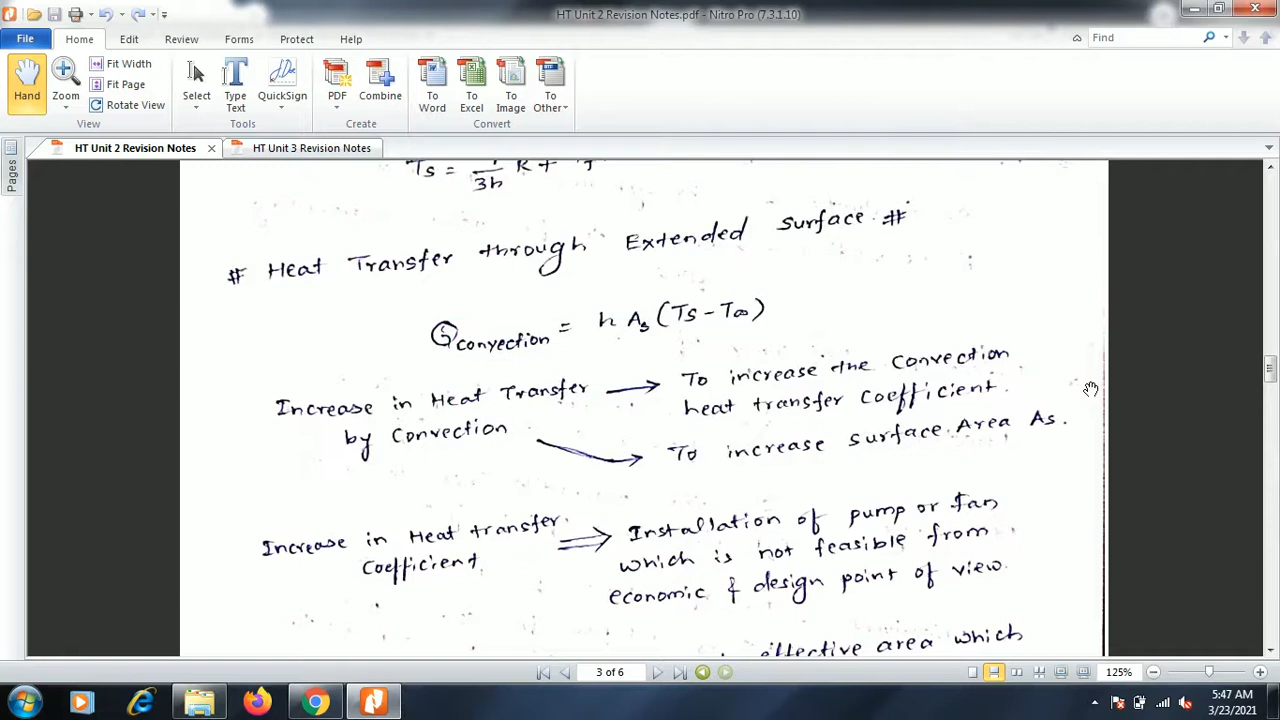 HT Unit 2 Revision Notes.pdf - Nitro Pro (7.3.1.10)
File Home Edit Review Forms Protect Help Find
Hand Zoom Fit Width Fit Page Rotate View Select Type Text QuickSign PDF Combine To Word To Excel To Image To Other
View Tools Create Convert
HT Unit 2 Revision Notes HT Unit 3 Revision Notes
Pages
Ts = 3h K +
# Heat Transfer through Extended Surface #
Qconvection = h As (Ts - T∞)
Increase in Heat Transfer → To increase the Convection
by Convection heat transfer Coefficient.
→ To increase surface Area As.
Increase in Heat transfer ⇒ Installation of pump or fan
Coefficient which is not feasible from
economic & design point of view.
effective area which
3 of 6 125%
5:47 AM
3/23/2021